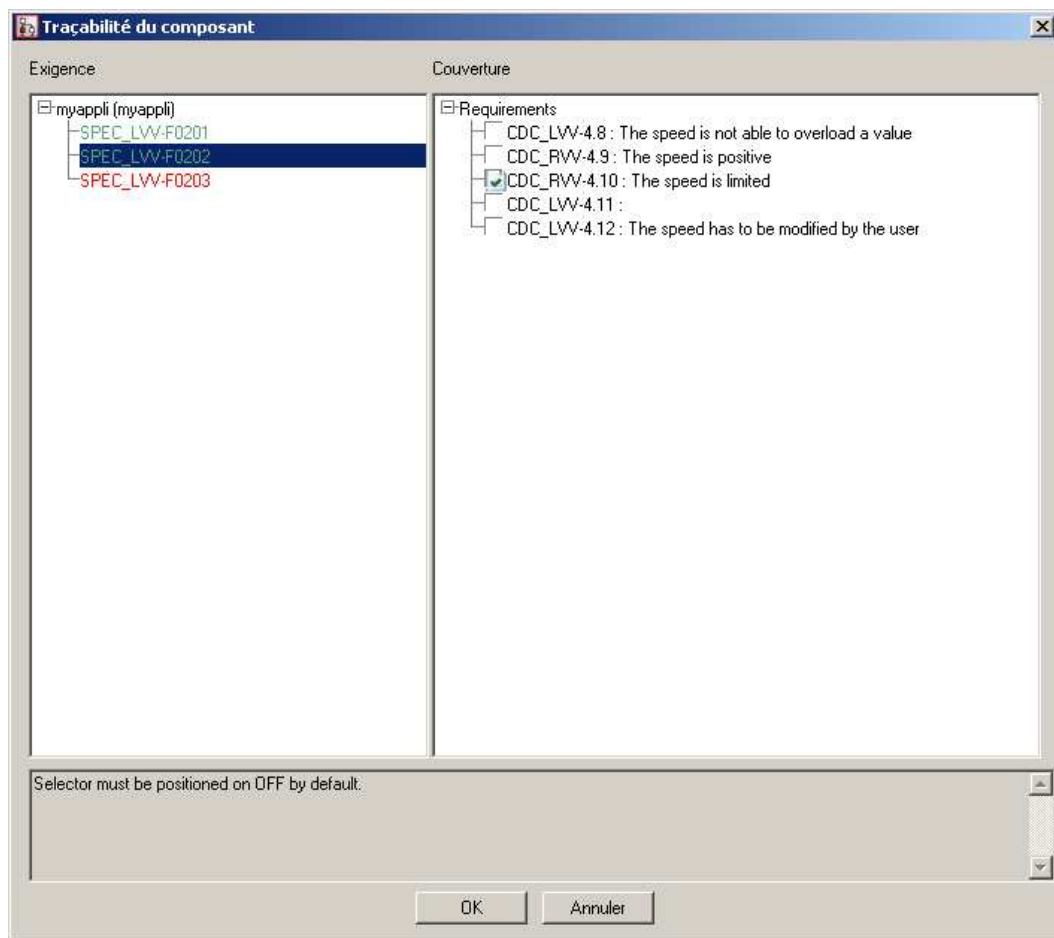 Traçabilité du composant
Exigence
Couverture
myappli (myappli)
SPEC_LVV-F0201
SPEC_LVV-F0202
SPEC_LVV-F0203
Requirements
CDC_LVV-4.8 : The speed is not able to overload a value
CDC_RVV-4.9 : The speed is positive
CDC_RVV-4.10 : The speed is limited
CDC_LVV-4.11 :
CDC_LVV-4.12 : The speed has to be modified by the user
Selector must be positioned on OFF by default.
OK
Annuler